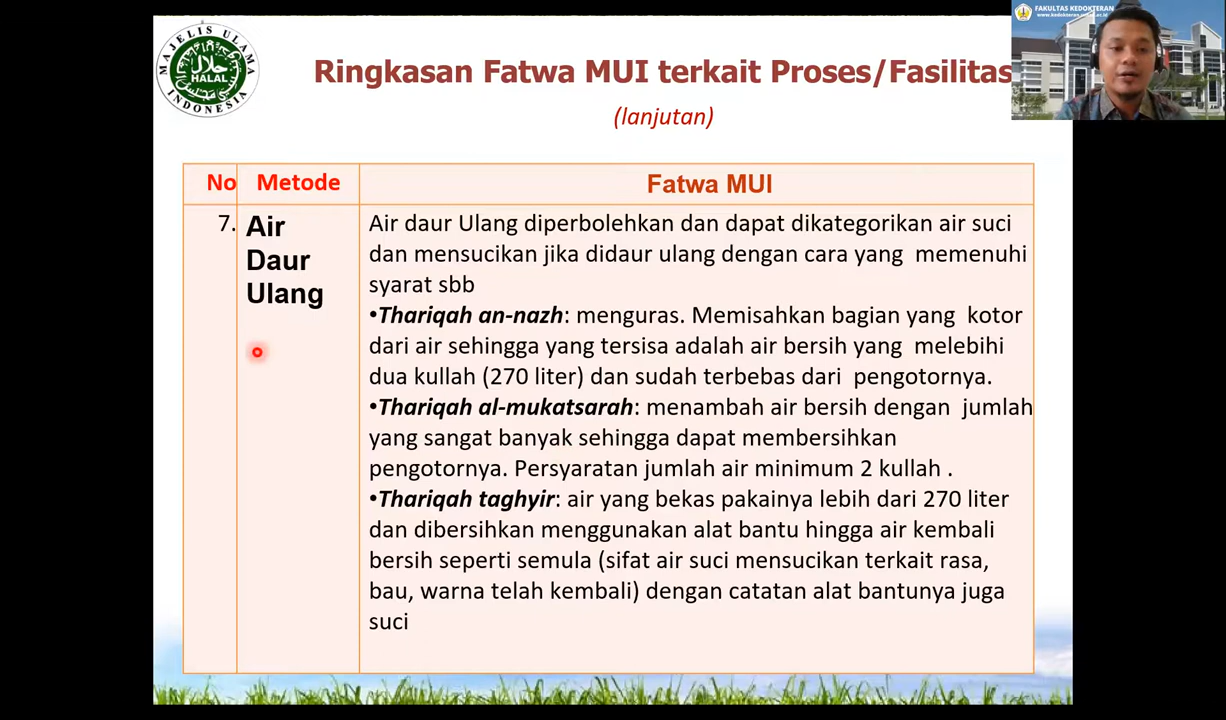 FAKULTAS KEDOKTERAN
MAJELIS ULAMA
حلال
HALAL
INDONESIA
Ringkasan Fatwa MUI terkait Proses/Fasilitas
(lanjutan)
No
Metode
Fatwa MUI
7.
Air
Daur
Ulang
Air daur Ulang diperbolehkan dan dapat dikategorikan air suci
dan mensucikan jika didaur ulang dengan cara yang memenuhi
syarat sbb
•Thariqah an-nazh: menguras. Memisahkan bagian yang kotor
dari air sehingga yang tersisa adalah air bersih yang melebihi
dua kullah (270 liter) dan sudah terbebas dari pengotornya.
•Thariqah al-mukatsarah: menambah air bersih dengan jumlah
yang sangat banyak sehingga dapat membersihkan
pengotornya. Persyaratan jumlah air minimum 2 kullah .
•Thariqah taghyir: air yang bekas pakainya lebih dari 270 liter
dan dibersihkan menggunakan alat bantu hingga air kembali
bersih seperti semula (sifat air suci mensucikan terkait rasa,
bau, warna telah kembali) dengan catatan alat bantunya juga
suci